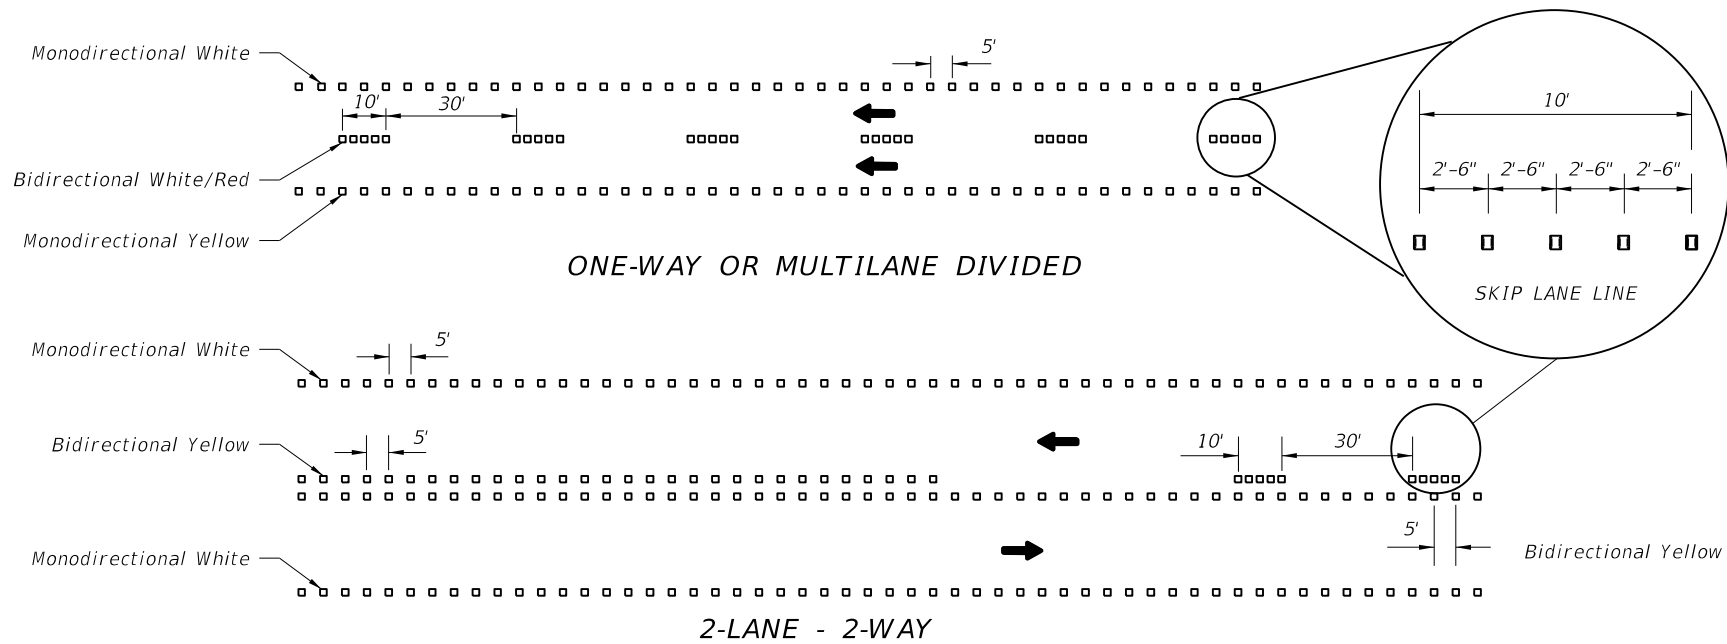 Monodirectional White
5'
10'
30'
Bidirectional White/Red
Monodirectional Yellow
ONE-WAY OR MULTILANE DIVIDED
10'
2'-6" 2'-6" 2'-6" 2'-6"
SKIP LANE LINE
Monodirectional White
5'
Bidirectional Yellow
5'
10'
30'
5'
Bidirectional Yellow
Monodirectional White
2-LANE - 2-WAY